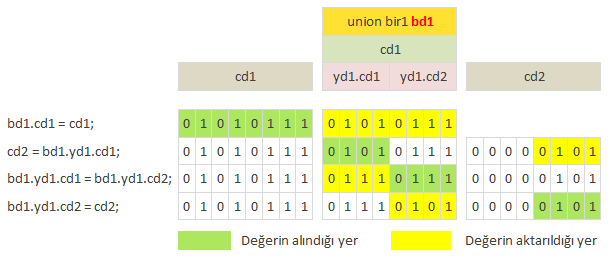 union bir1 bd1
cd1
cd1 yd1.cd1 yd1.cd2 cd2
bd1.cd1 = cd1; 0 1 0 1 0 1 1 1 0 1 0 1 0 1 1 1
cd2 = bd1.yd1.cd1; 0 1 0 1 0 1 1 1 0 1 0 1 0 1 1 1 0 0 0 0 0 1 0 1
bd1.yd1.cd1 = bd1.yd1.cd2; 0 1 0 1 0 1 1 1 0 1 1 1 0 1 1 1 0 0 0 0 0 1 0 1
bd1.yd1.cd2 = cd2; 0 1 0 1 0 1 1 1 0 1 1 1 0 1 0 1 0 0 0 0 0 1 0 1
Değerin alındığı yer Değerin aktarıldığı yer